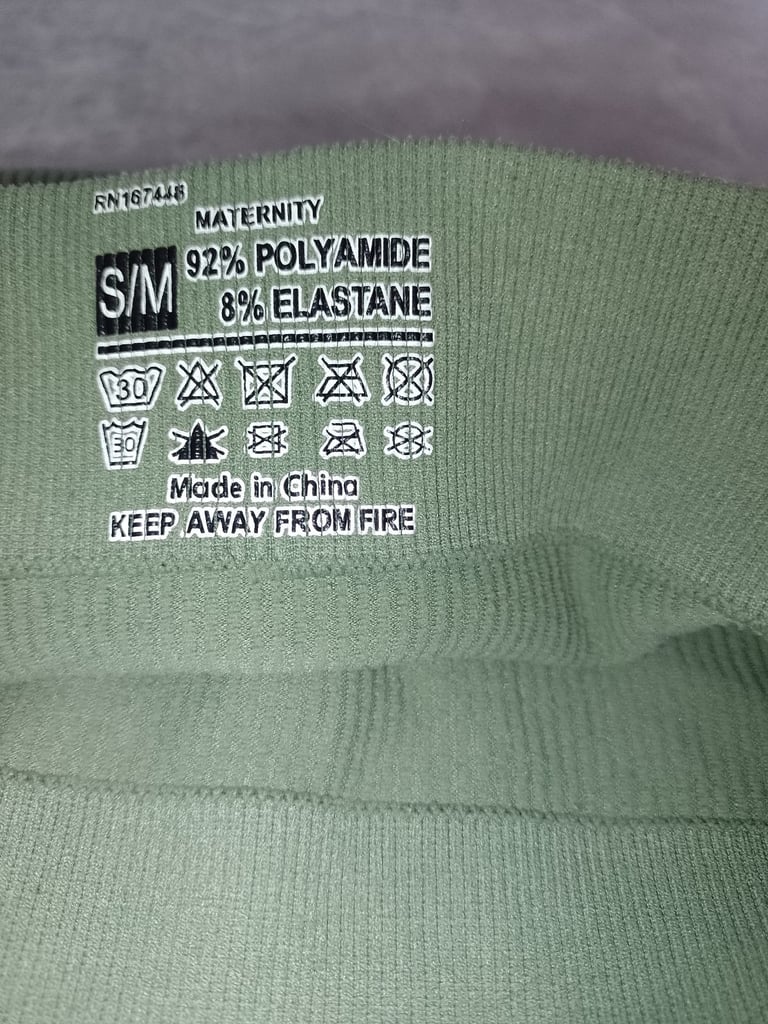 RN167448
MATERNITY
S/M
92% POLYAMIDE
8% ELASTANE
30
30
Made in China
KEEP AWAY FROM FIRE